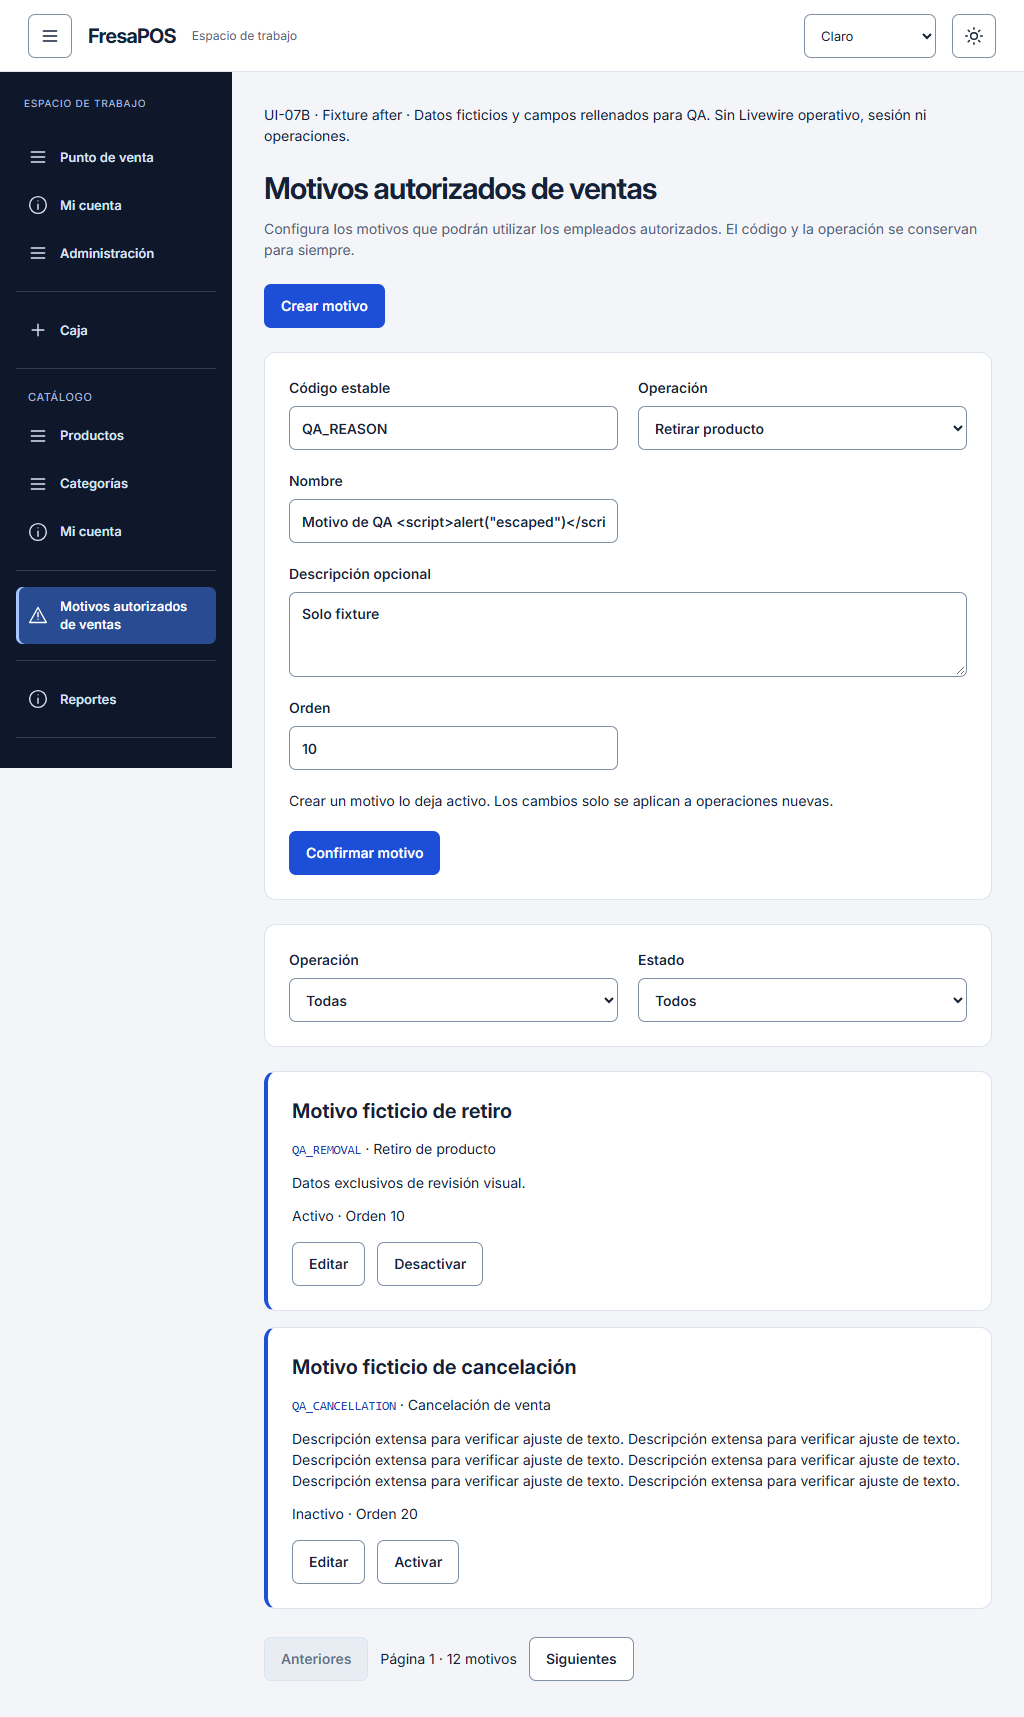 FresaPOS
Espacio de trabajo
Claro
ESPACIO DE TRABAJO
Punto de venta
Mi cuenta
Administración
Caja
CATÁLOGO
Productos
Categorías
Mi cuenta
Motivos autorizados
de ventas
Reportes
UI-07B · Fixture after · Datos ficticios y campos rellenados para QA. Sin Livewire operativo, sesión ni
operaciones.
Motivos autorizados de ventas
Configura los motivos que podrán utilizar los empleados autorizados. El código y la operación se conservan
para siempre.
Crear motivo
Código estable
Operación
QA_REASON
Retirar producto
Nombre
Motivo de QA <script>alert("escaped")</scri
Descripción opcional
Solo fixture
Orden
10
Crear un motivo lo deja activo. Los cambios solo se aplican a operaciones nuevas.
Confirmar motivo
Operación
Estado
Todas
Todos
Motivo ficticio de retiro
QA_REMOVAL · Retiro de producto
Datos exclusivos de revisión visual.
Activo · Orden 10
Editar
Desactivar
Motivo ficticio de cancelación
QA_CANCELLATION · Cancelación de venta
Descripción extensa para verificar ajuste de texto. Descripción extensa para verificar ajuste de texto.
Descripción extensa para verificar ajuste de texto. Descripción extensa para verificar ajuste de texto.
Descripción extensa para verificar ajuste de texto. Descripción extensa para verificar ajuste de texto.
Inactivo · Orden 20
Editar
Activar
Anteriores
Página 1 · 12 motivos
Siguientes